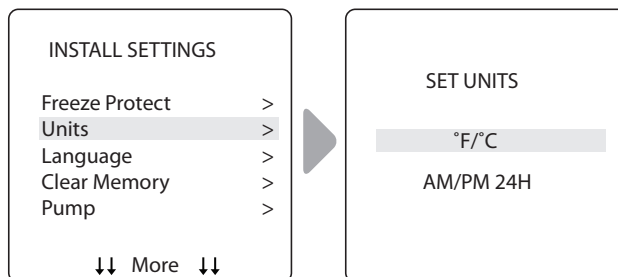 INSTALL SETTINGS
Freeze Protect >
Units >
Language >
Clear Memory >
Pump >
↓↓ More ↓↓
SET UNITS
˚F/˚C
AM/PM 24H